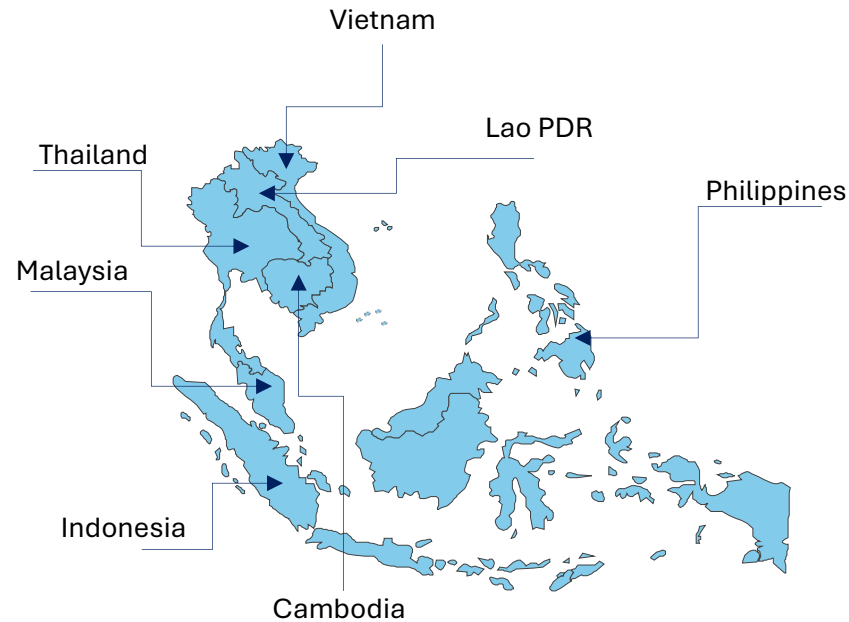 Vietnam
Lao PDR
Thailand
Philippines
Malaysia
Indonesia
Cambodia